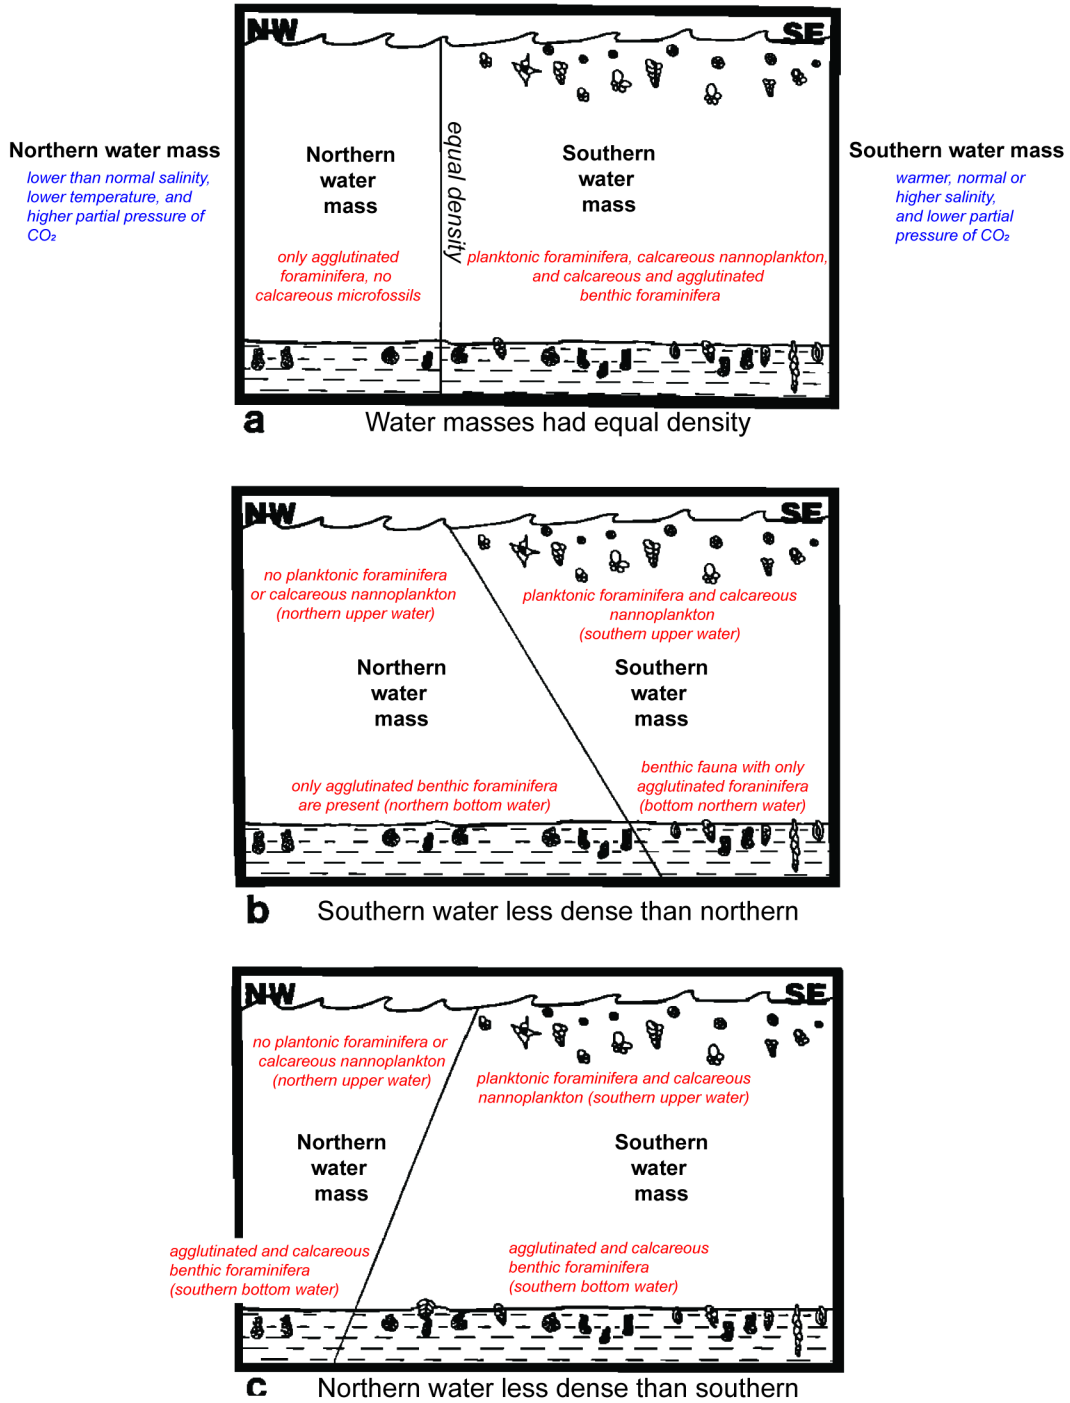 NW
SE
Northern water mass
lower than normal salinity,
lower temperature, and
higher partial pressure of
CO₂
Northern
water
mass
equal density
Southern
water
mass
Southern water mass
warmer, normal or
higher salinity,
and lower partial
pressure of CO₂
only agglutinated
foraminifera, no
calcareous microfossils
planktonic foraminifera, calcareous nannoplankton,
and calcareous and agglutinated
benthic foraminifera
a
Water masses had equal density
NW
SE
no planktonic foraminifera
or calcareous nannoplankton
(northern upper water)
planktonic foraminifera and calcareous
nannoplankton
(southern upper water)
Northern
water
mass
Southern
water
mass
only agglutinated benthic foraminifera
are present (northern bottom water)
benthic fauna with only
agglutinated foraninifera
(bottom northern water)
b
Southern water less dense than northern
NW
SE
no plantonic foraminifera or
calcareous nannoplankton
(northern upper water)
planktonic foraminifera and calcareous
nannoplankton (southern upper water)
Northern
water
mass
Southern
water
mass
agglutinated and calcareous
benthic foraminifera
(southern bottom water)
agglutinated and calcareous
benthic foraminifera
(southern bottom water)
c
Northern water less dense than southern